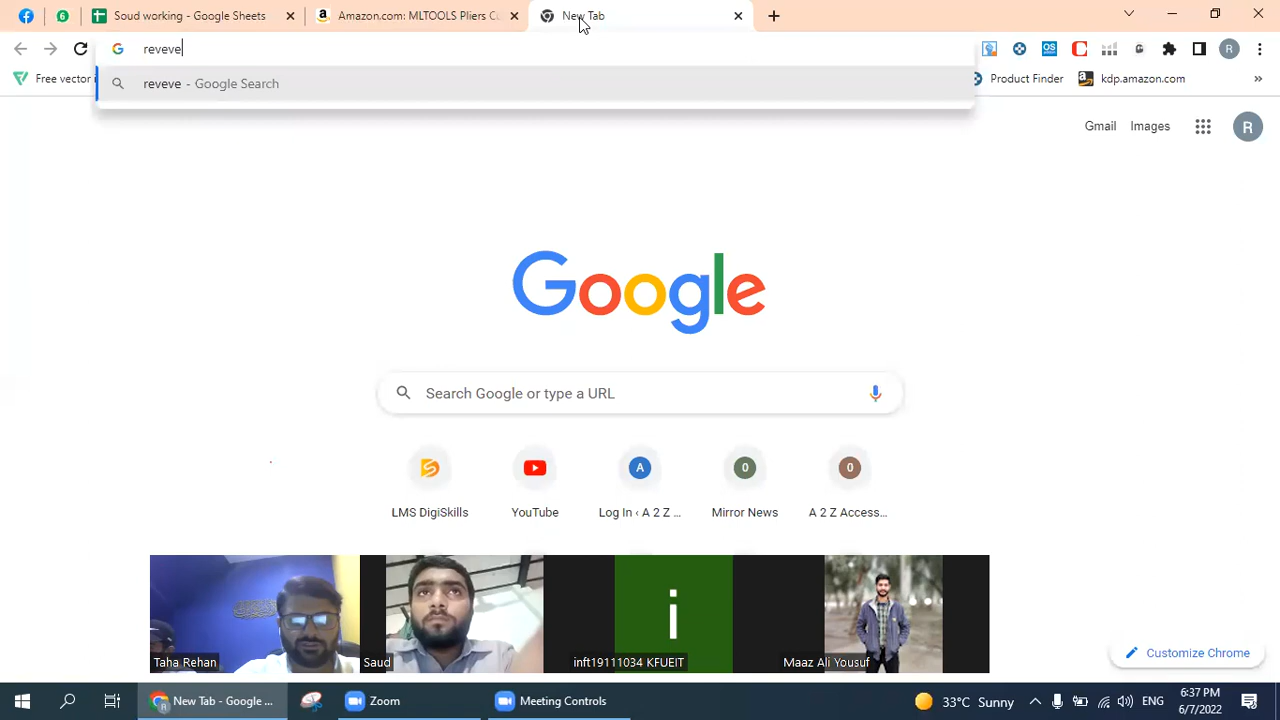 Soud working - Google Sheets
Amazon.com: MLTOOLS Pliers C
New Tab
reveve
reveve - Google Search
Free vector i
Product Finder
kdp.amazon.com
Gmail
Images
R
Google
Search Google or type a URL
LMS DigiSkills
YouTube
Log In ‹ A 2 Z ...
Mirror News
A 2 Z Access...
Taha Rehan
Saud
i
inft19111034 KFUEIT
Maaz Ali Yousuf
Customize Chrome
New Tab - Google ...
Zoom
Meeting Controls
33°C Sunny
ENG
6:37 PM
6/7/2022